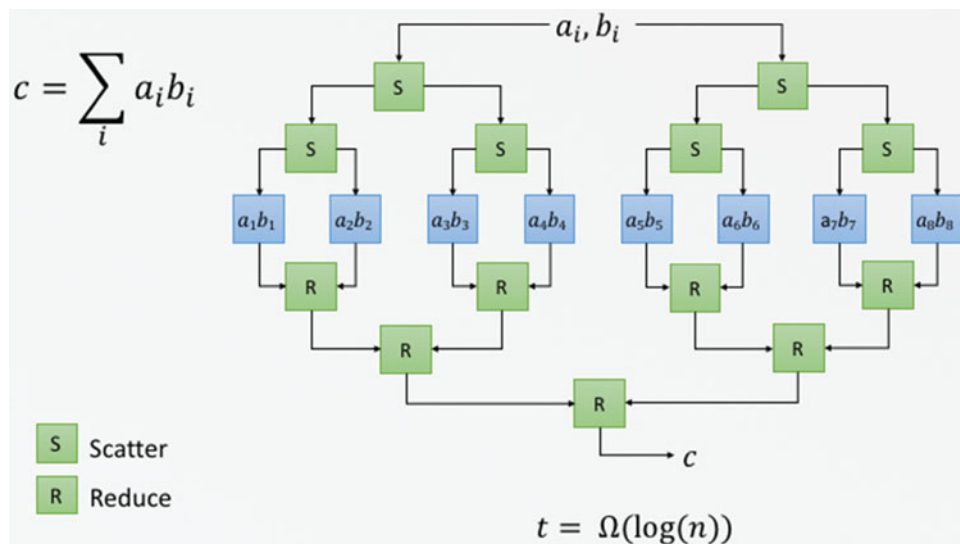 aᵢ, bᵢ
c = ∑ᵢ aᵢbᵢ
S S
S S S S
a₁b₁ a₂b₂ a₃b₃ a₄b₄ a₅b₅ a₆b₆ a₇b₇ a₈b₈
R R R R
R R
R
S Scatter
c
R Reduce
t = Ω(log(n))